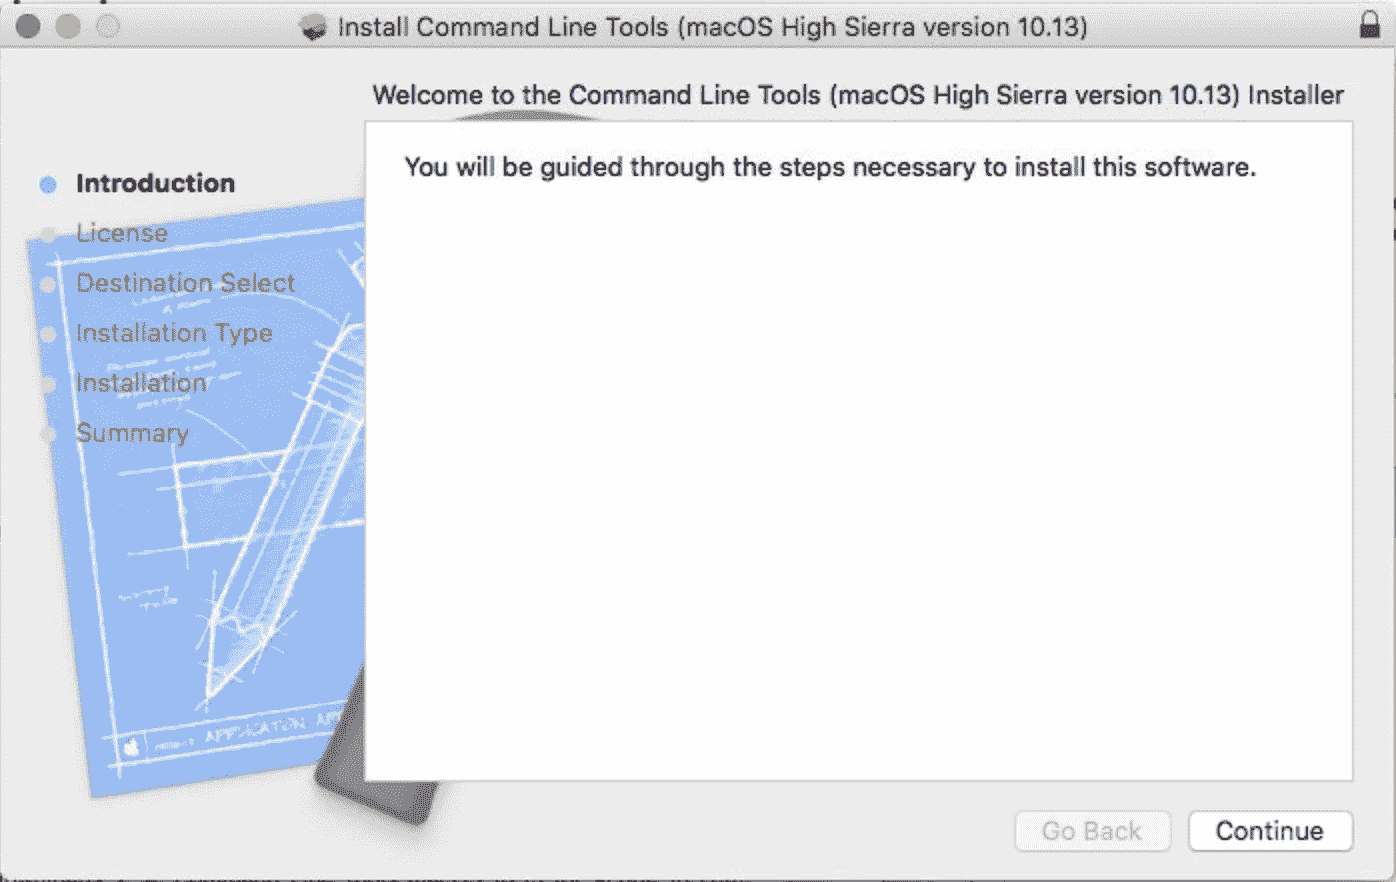 Install Command Line Tools (macOS High Sierra version 10.13)
Welcome to the Command Line Tools (macOS High Sierra version 10.13) Installer
Introduction
License
Destination Select
Installation Type
Installation
Summary
You will be guided through the steps necessary to install this software.
APPLICATION
Go Back
Continue